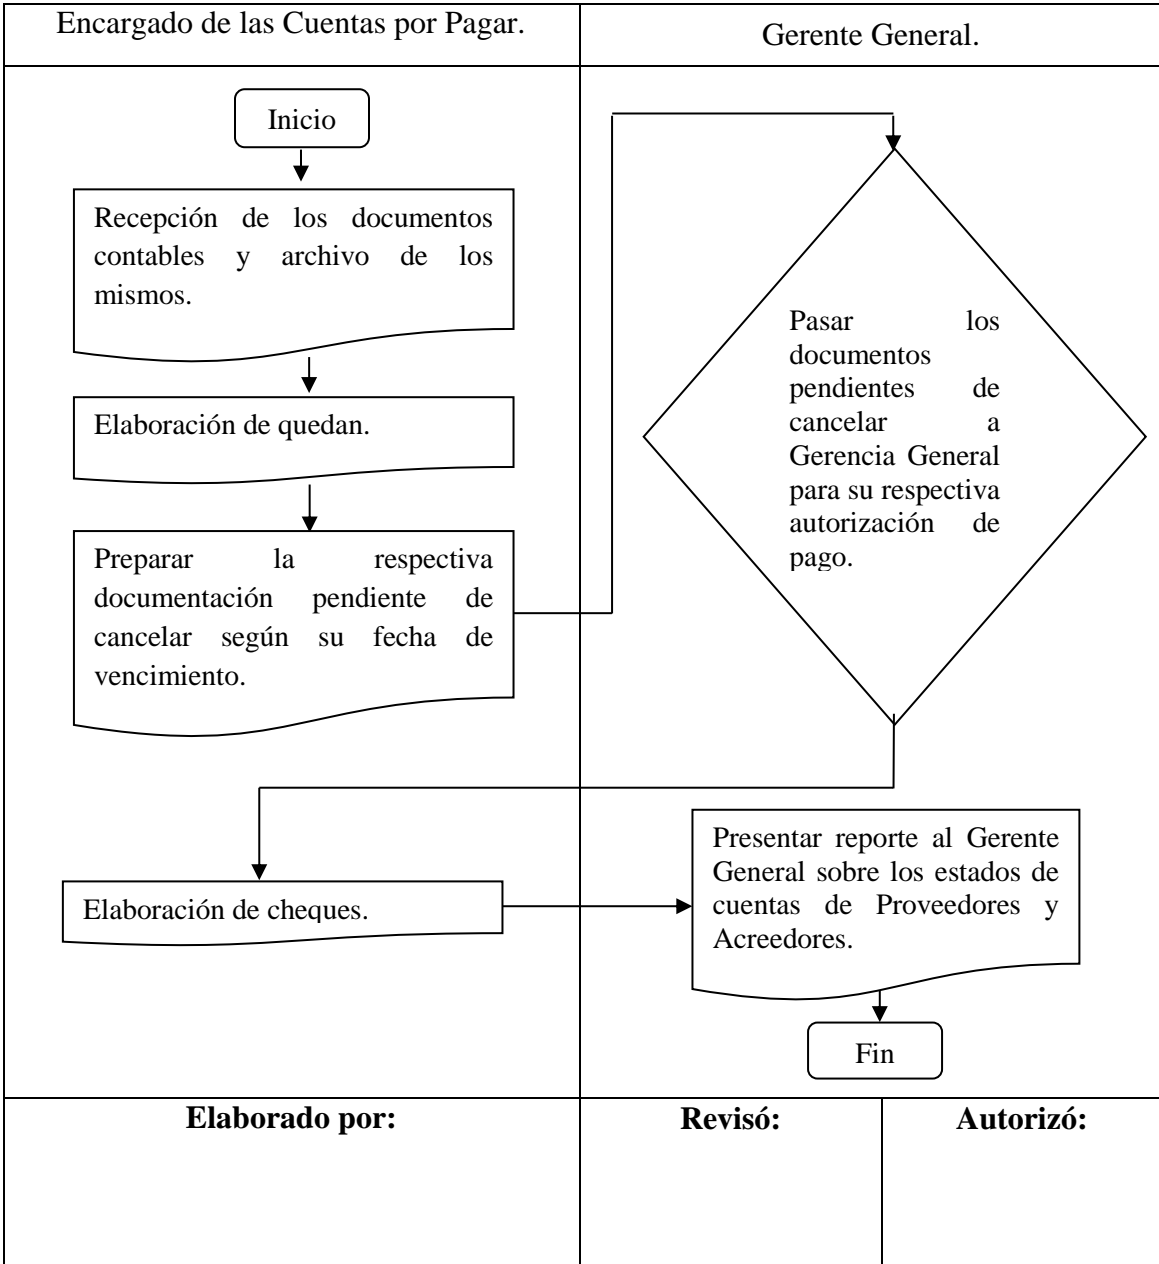 Encargado de las Cuentas por Pagar.
Gerente General.
Inicio
Recepción de los documentos
contables y archivo de los
mismos.
Elaboración de quedan.
Preparar la respectiva
documentación pendiente de
cancelar según su fecha de
vencimiento.
Pasar los
documentos
pendientes de
cancelar a
Gerencia General
para su respectiva
autorización de
pago.
Elaboración de cheques.
Presentar reporte al Gerente
General sobre los estados de
cuentas de Proveedores y
Acreedores.
Fin
Elaborado por:
Revisó:
Autorizó: